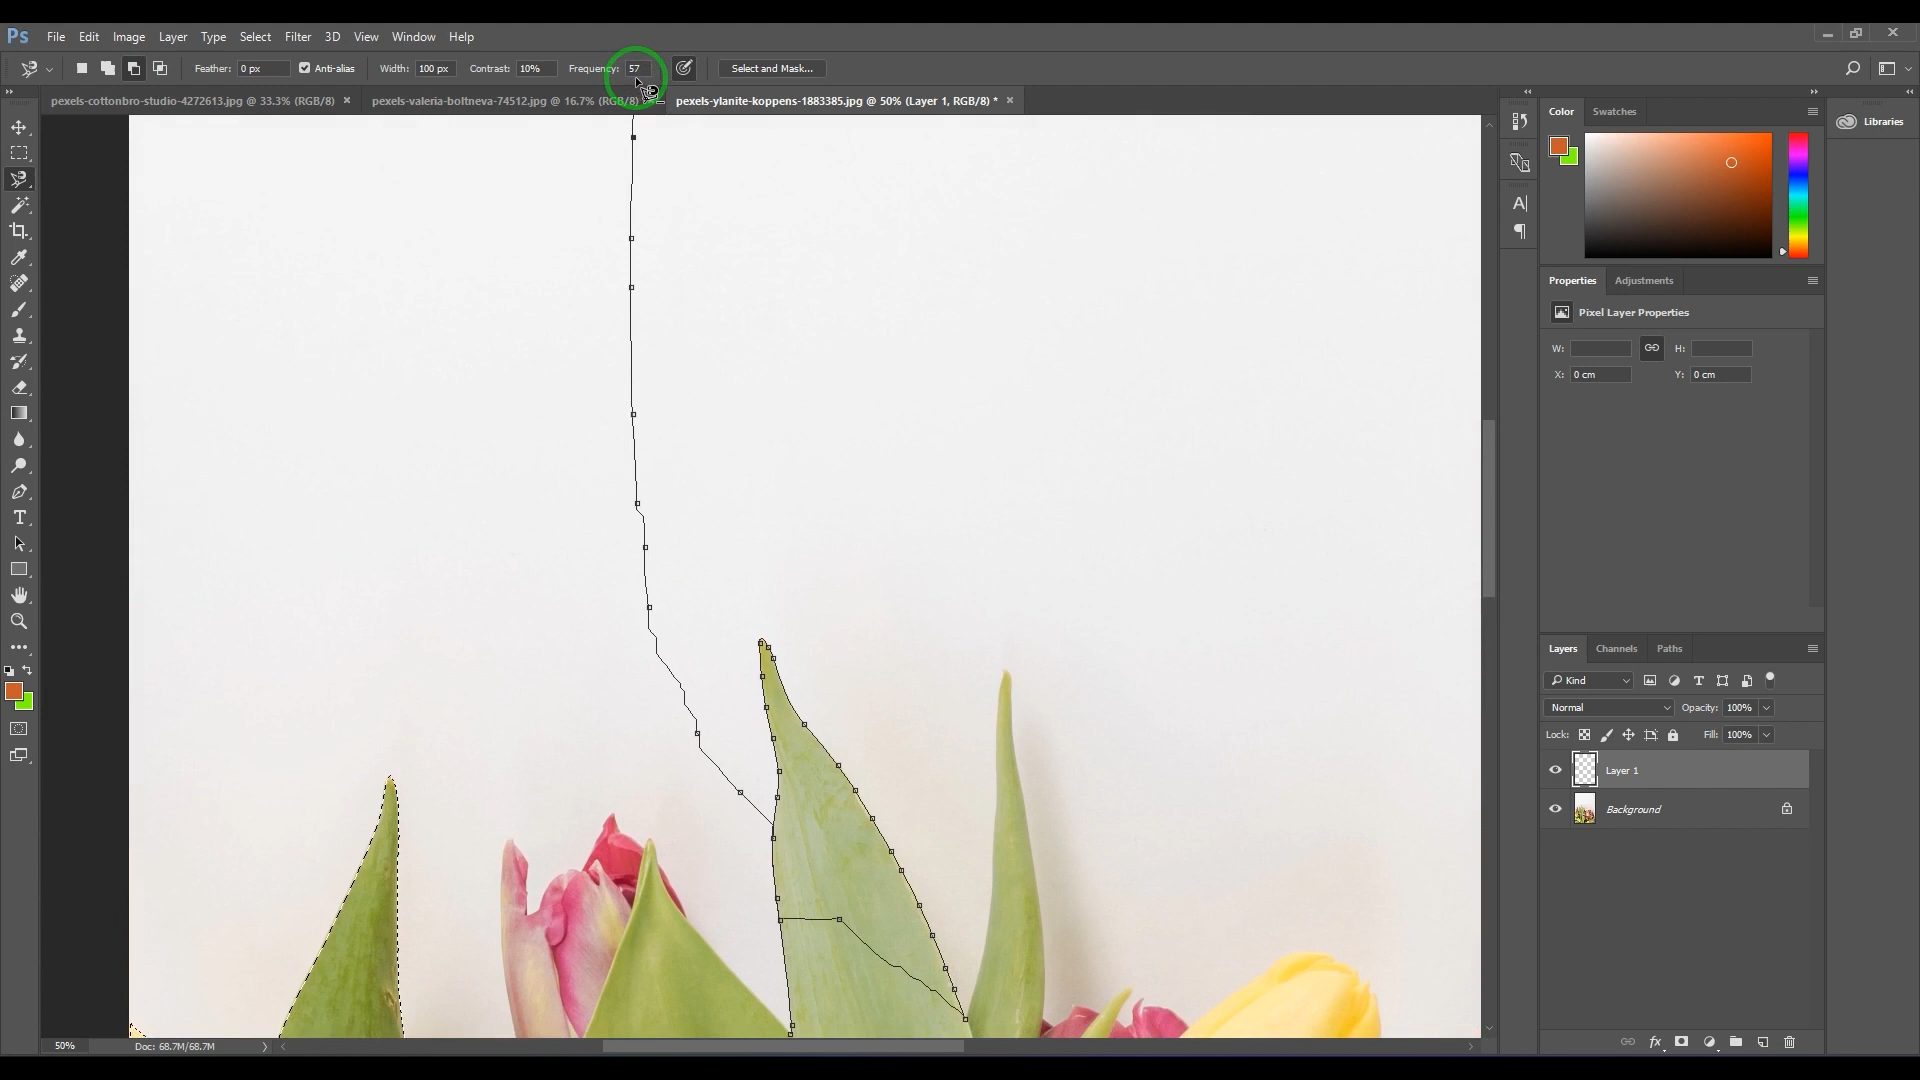 Ps File Edit Image Layer Type Select Filter 3D View Window Help
Feather: 0 px Anti-alias Width: 100 px Contrast: 10% Frequency: 57 Select and Mask...
pexels-cottonbro-studio-4272613.jpg @ 33.3% (RGB/8) × pexels-valeria-boltneva-74512.jpg @ 16.7% (RGB/8) pexels-ylanite-koppens-1883385.jpg @ 50% (Layer 1, RGB/8) * ×
Color Swatches
Libraries
Properties Adjustments
Pixel Layer Properties
W: H:
X: 0 cm Y: 0 cm
Layers Channels Paths
Kind
Normal Opacity: 100%
Lock: Fill: 100%
Layer 1
Background
50% Doc: 68.7M/68.7M